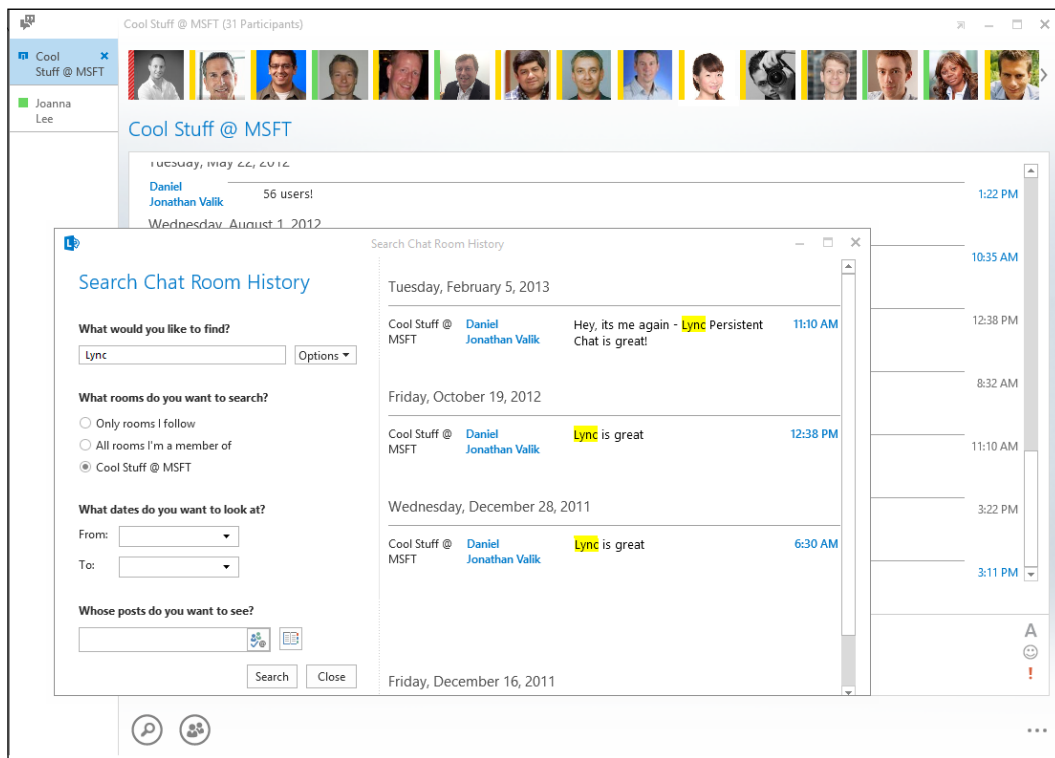 Cool Stuff @ MSFT (31 Participants)
Cool
Stuff @ MSFT
Joanna
Lee
Cool Stuff @ MSFT
Tuesday, May 22, 2012
Daniel
Jonathan Valik
56 users!
1:22 PM
Wednesday, August 1, 2012
10:35 AM
12:38 PM
8:32 AM
11:10 AM
3:22 PM
3:11 PM
Search Chat Room History
Search Chat Room History
What would you like to find?
Lync
Options
What rooms do you want to search?
Only rooms I follow
All rooms I'm a member of
Cool Stuff @ MSFT
What dates do you want to look at?
From:
To:
Whose posts do you want to see?
Search Close
Tuesday, February 5, 2013
Cool Stuff @
MSFT
Daniel
Jonathan Valik
Hey, its me again - Lync Persistent
Chat is great!
11:10 AM
Friday, October 19, 2012
Cool Stuff @
MSFT
Daniel
Jonathan Valik
Lync is great
12:38 PM
Wednesday, December 28, 2011
Cool Stuff @
MSFT
Daniel
Jonathan Valik
Lync is great
6:30 AM
Friday, December 16, 2011
A
!